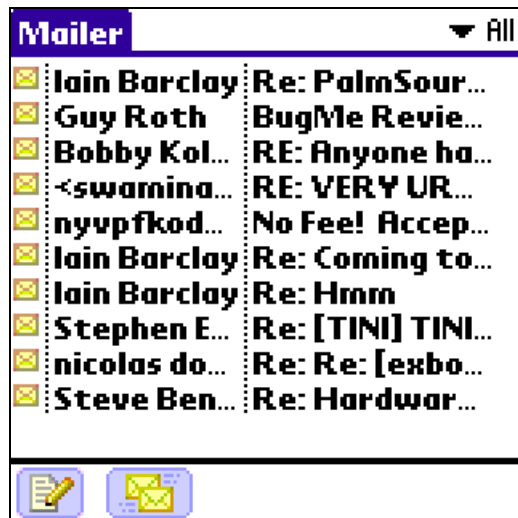 Mailer All
Iain Barclay Re: PalmSour...
Guy Roth BugMe Revie...
Bobby Kol... RE: Anyone ha...
<swamina... RE: VERY UR...
nyvpfkod... No Fee! Accep...
Iain Barclay Re: Coming to...
Iain Barclay Re: Hmm
Stephen E... Re: [TINI] TINI...
nicolas do... Re: Re: [exbo...
Steve Ben... Re: Hardwar...